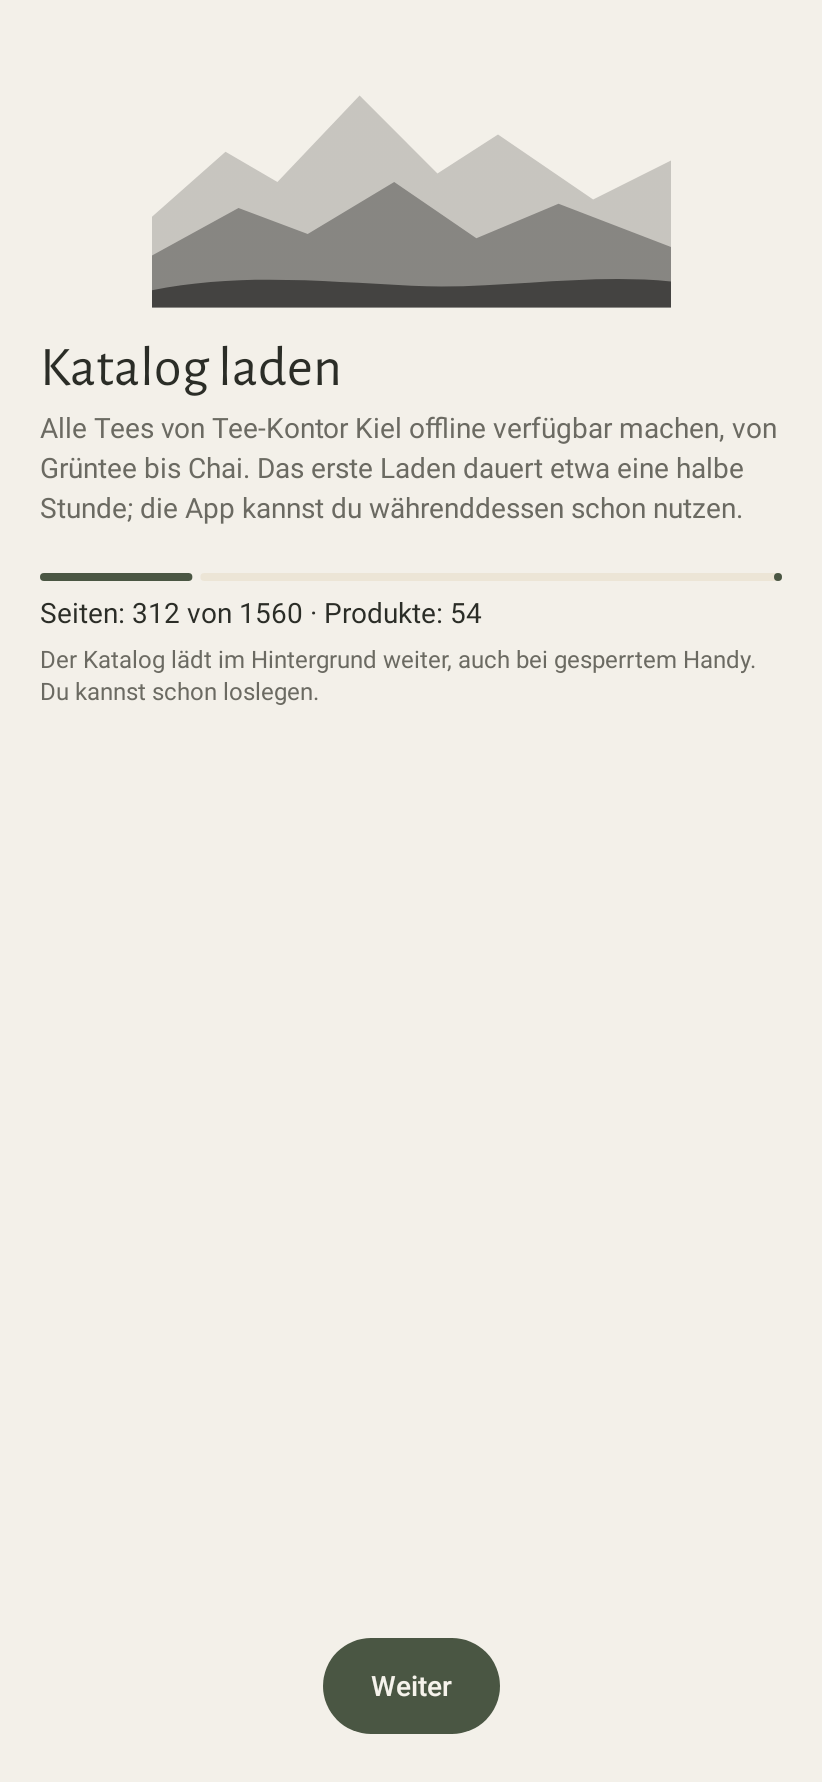 Katalog laden
Alle Tees von Tee-Kontor Kiel offline verfügbar machen, von
Grüntee bis Chai. Das erste Laden dauert etwa eine halbe
Stunde; die App kannst du währenddessen schon nutzen.
Seiten: 312 von 1560 · Produkte: 54
Der Katalog lädt im Hintergrund weiter, auch bei gesperrtem Handy.
Du kannst schon loslegen.
Weiter